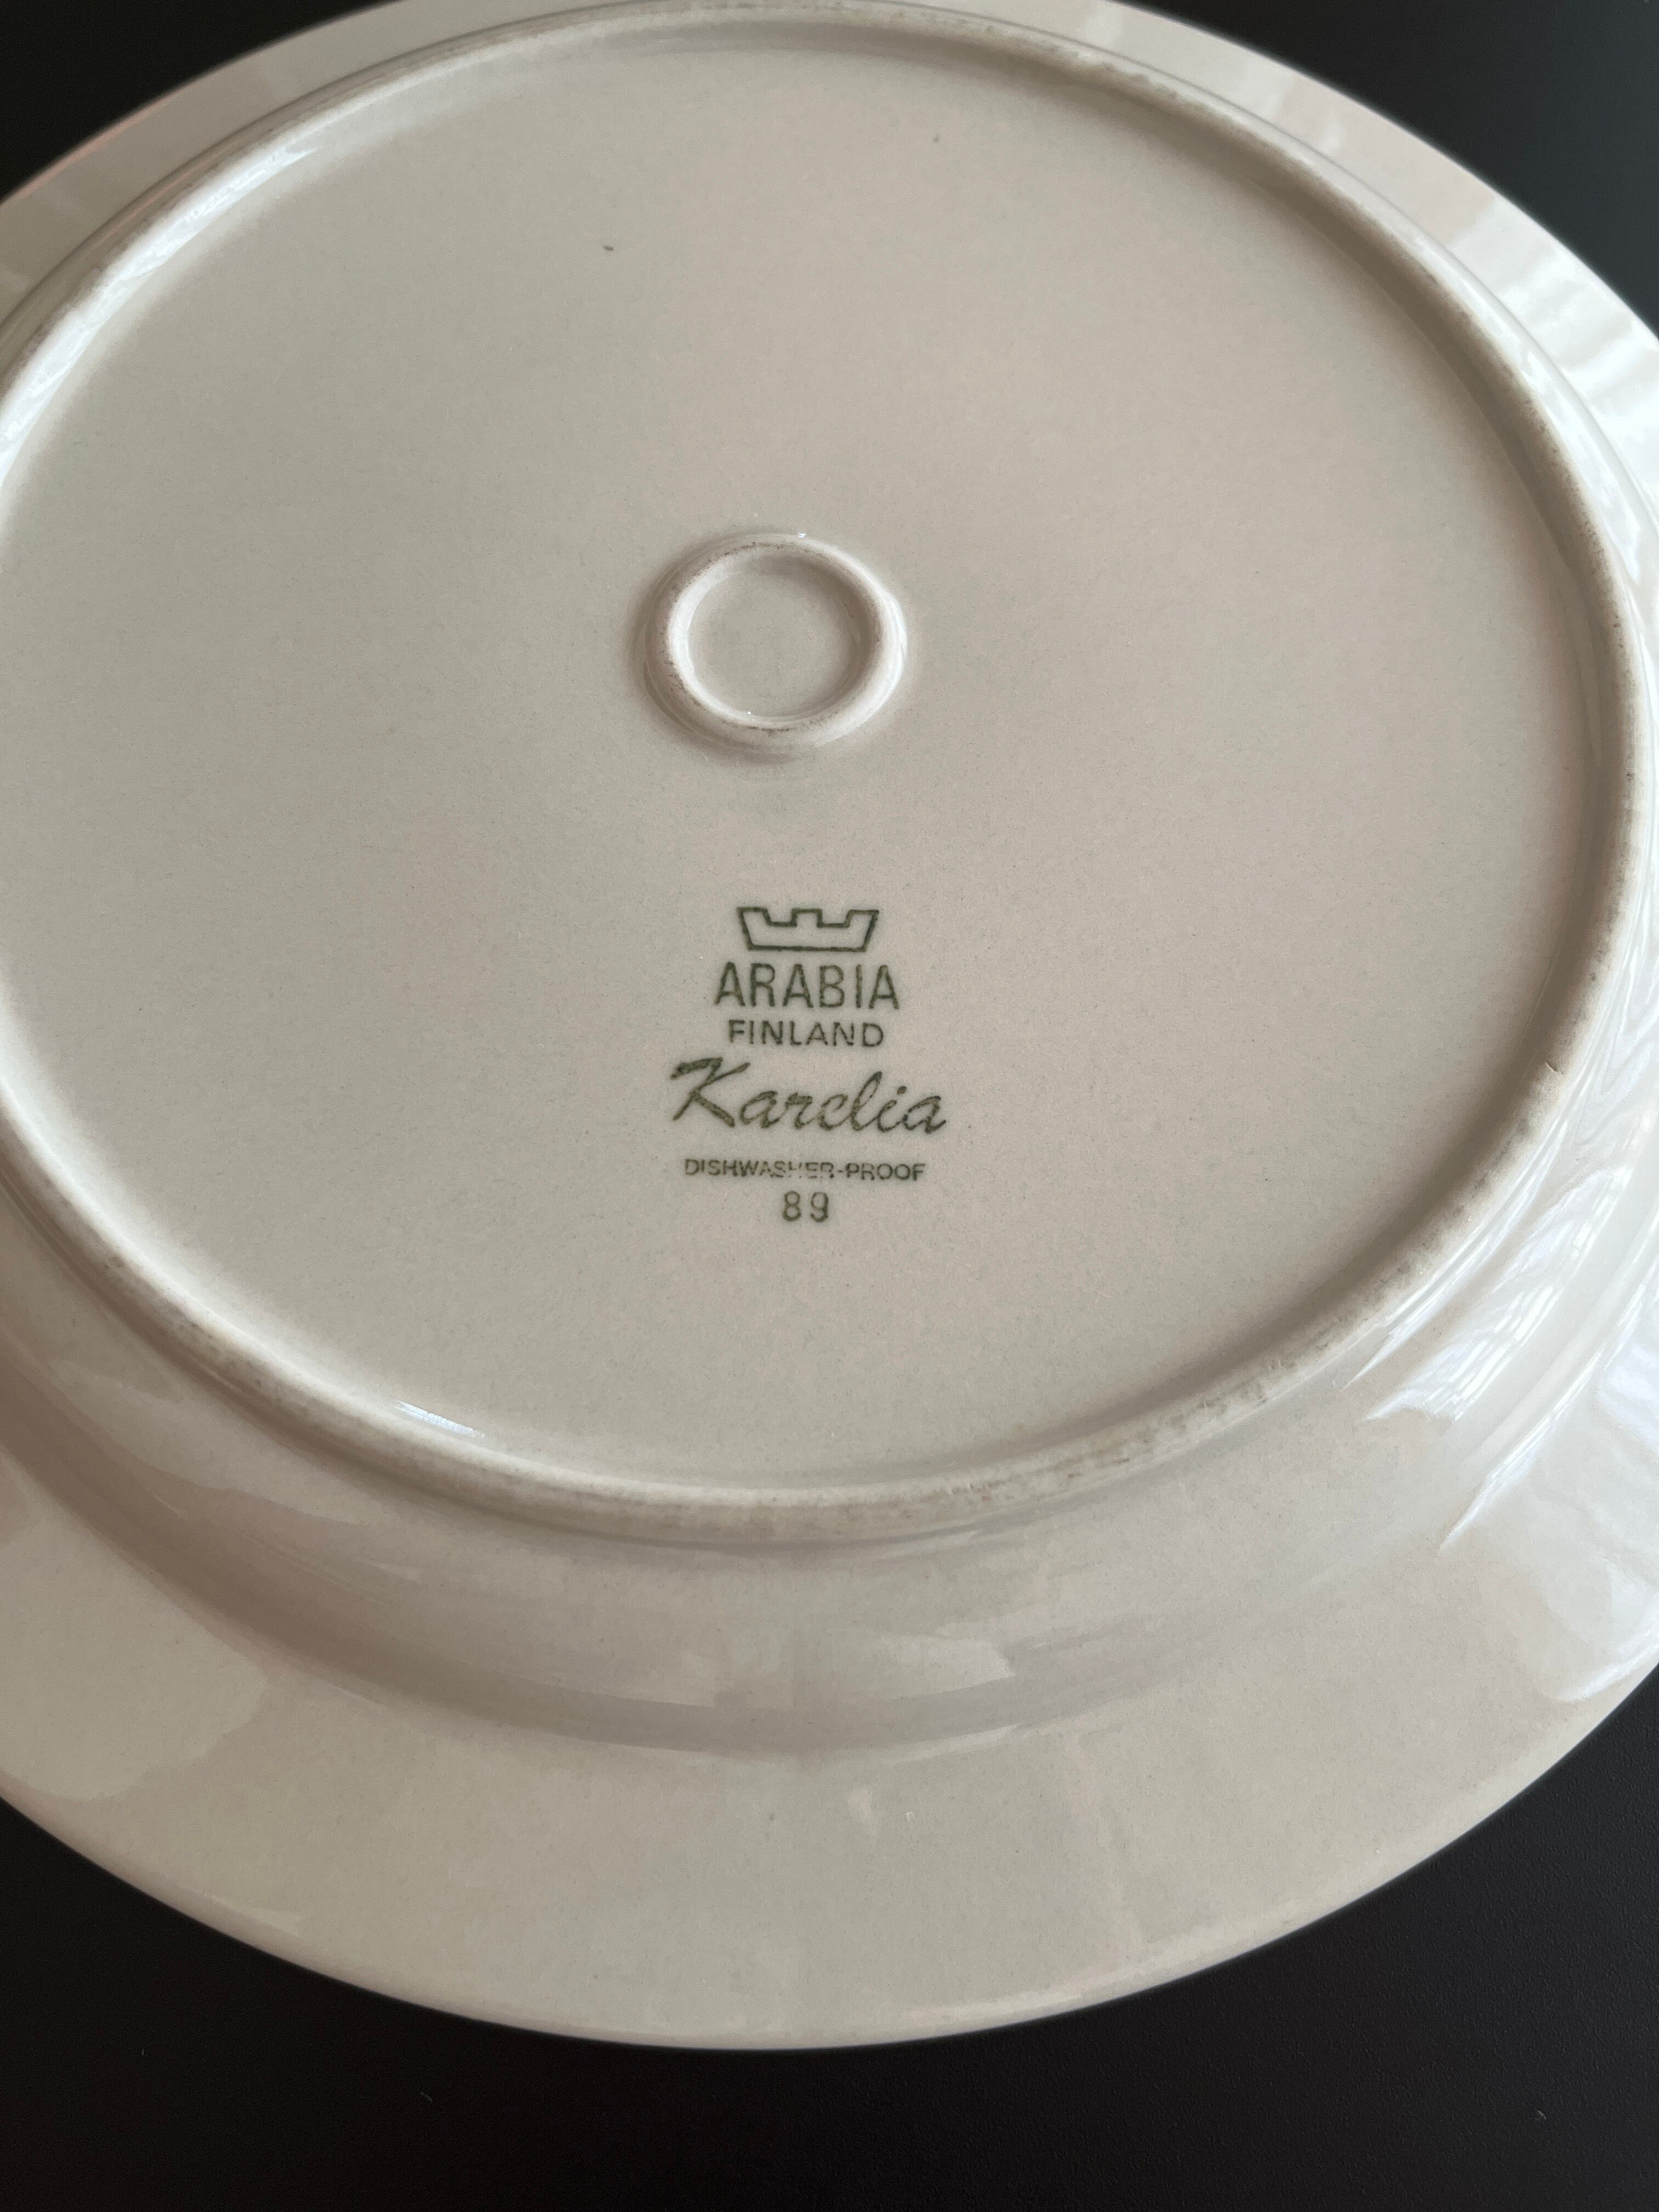 ARABIA
FINLAND
Karelia
DISHWASHER-PROOF
89